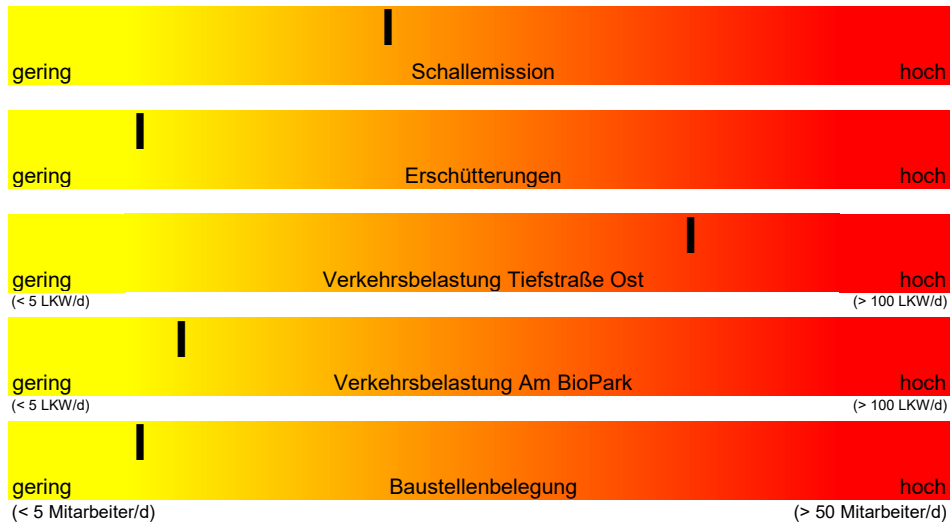 gering Schallemission hoch
gering Erschütterungen hoch
gering Verkehrsbelastung Tiefstraße Ost hoch
(< 5 LKW/d) (> 100 LKW/d)
gering Verkehrsbelastung Am BioPark hoch
(< 5 LKW/d) (> 100 LKW/d)
gering Baustellenbelegung hoch
(< 5 Mitarbeiter/d) (> 50 Mitarbeiter/d)